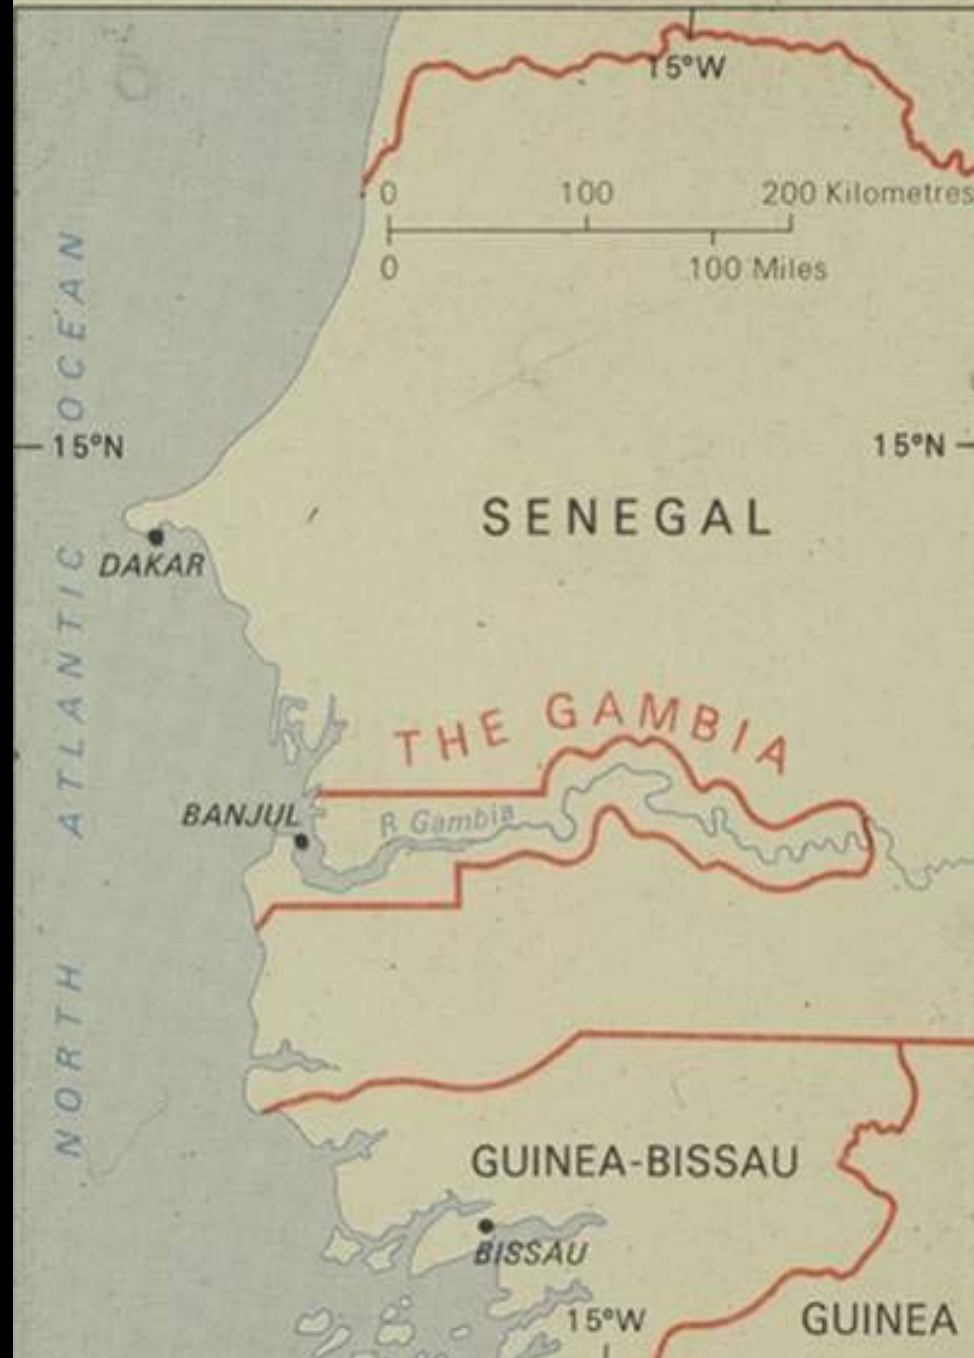 15°W
0 100 200 Kilometres
0 100 Miles
NORTH ATLANTIC OCEAN
15°N 15°N
SENEGAL
DAKAR
THE GAMBIA
BANJUL
R. Gambia
GUINEA-BISSAU
BISSAU
15°W
GUINEA